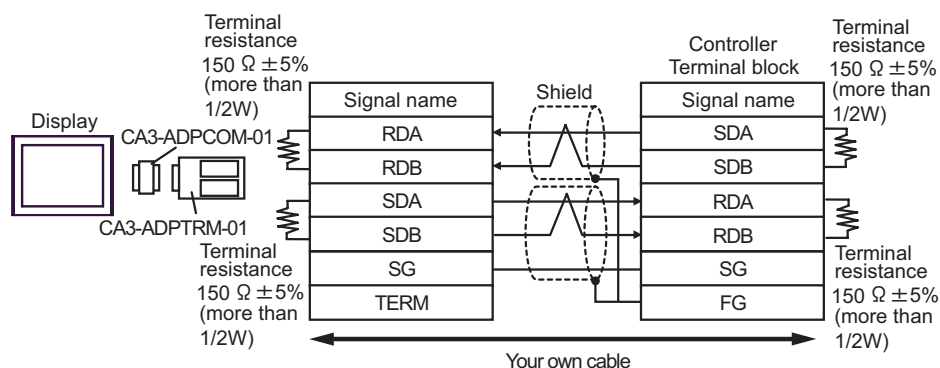 Terminal
resistance
150 Ω ±5%
(more than
1/2W)
Display
CA3-ADPCOM-01
CA3-ADPTRM-01
Terminal
resistance
150 Ω ±5%
(more than
1/2W)
Signal name
RDA
RDB
SDA
SDB
SG
TERM
Shield
Controller
Terminal block
Signal name
SDA
SDB
RDA
RDB
SG
FG
Terminal
resistance
150 Ω ±5%
(more than
1/2W)
Terminal
resistance
150 Ω ±5%
(more than
1/2W)
Your own cable